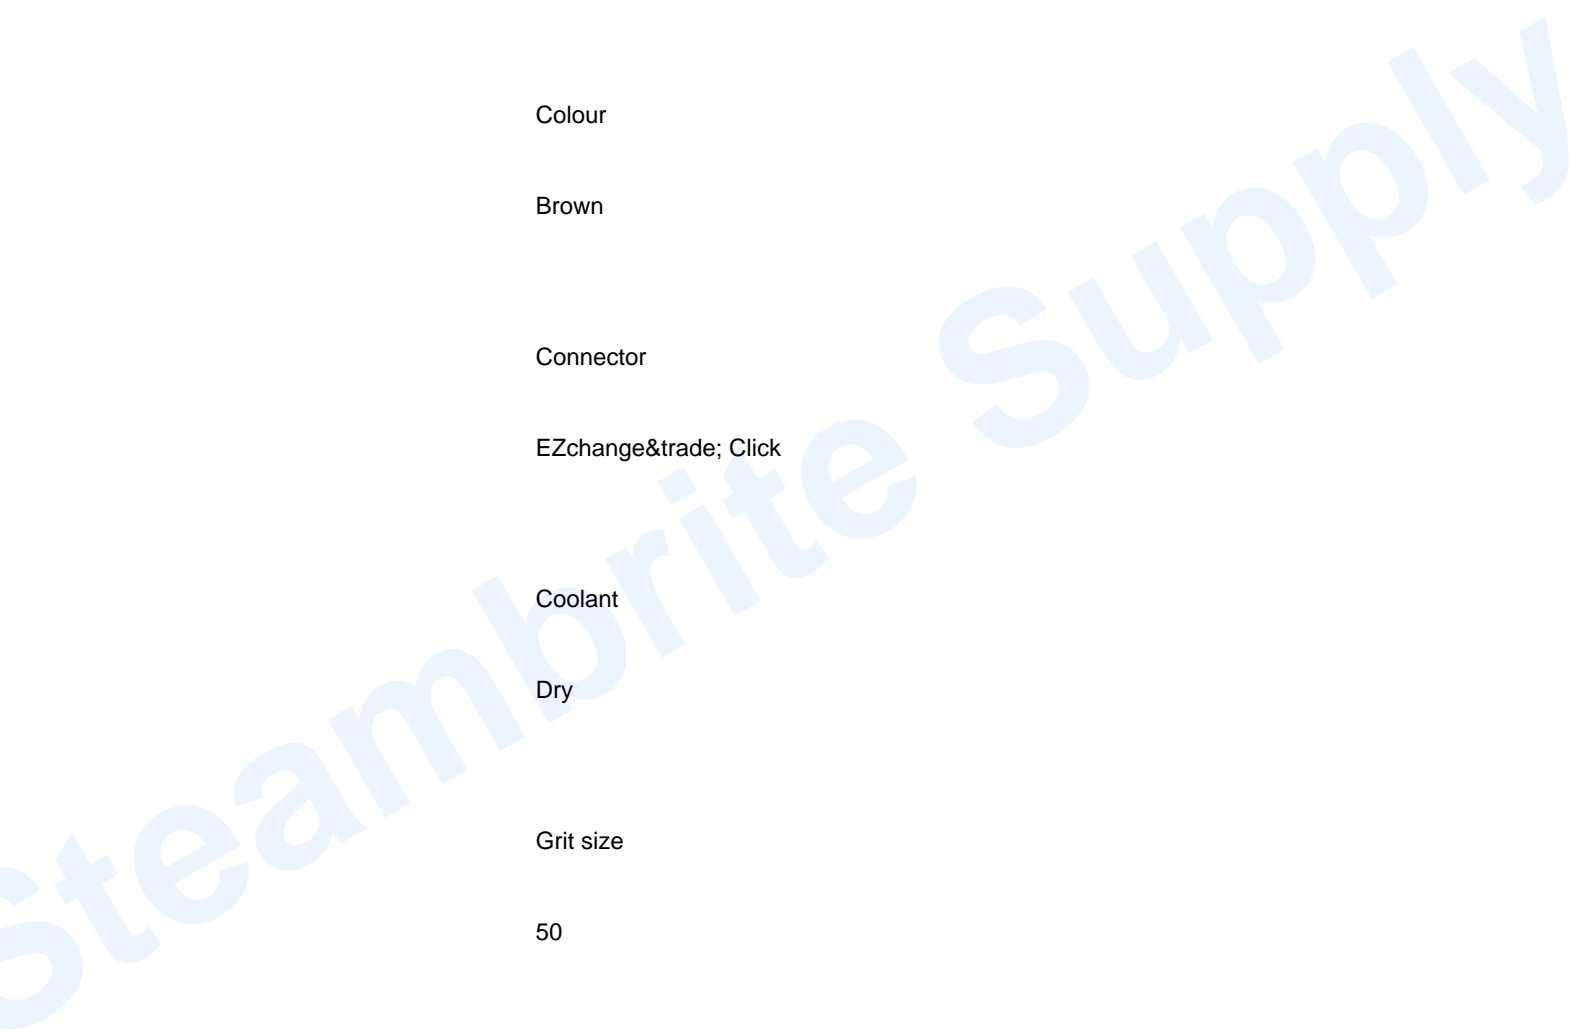 Colour
Brown
Connector
EZchange&trade; Click
Coolant
Dry
Grit size
50
Steambrite Supply